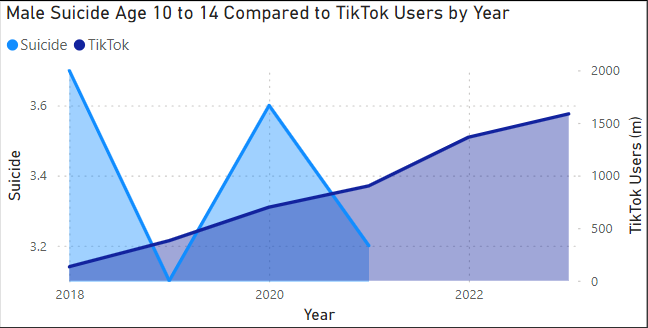 Male Suicide Age 10 to 14 Compared to TikTok Users by Year
Suicide TikTok
3.6
3.4
3.2
Suicide
2000
1500
1000
500
0
TikTok Users (m)
2018 2020 2022
Year